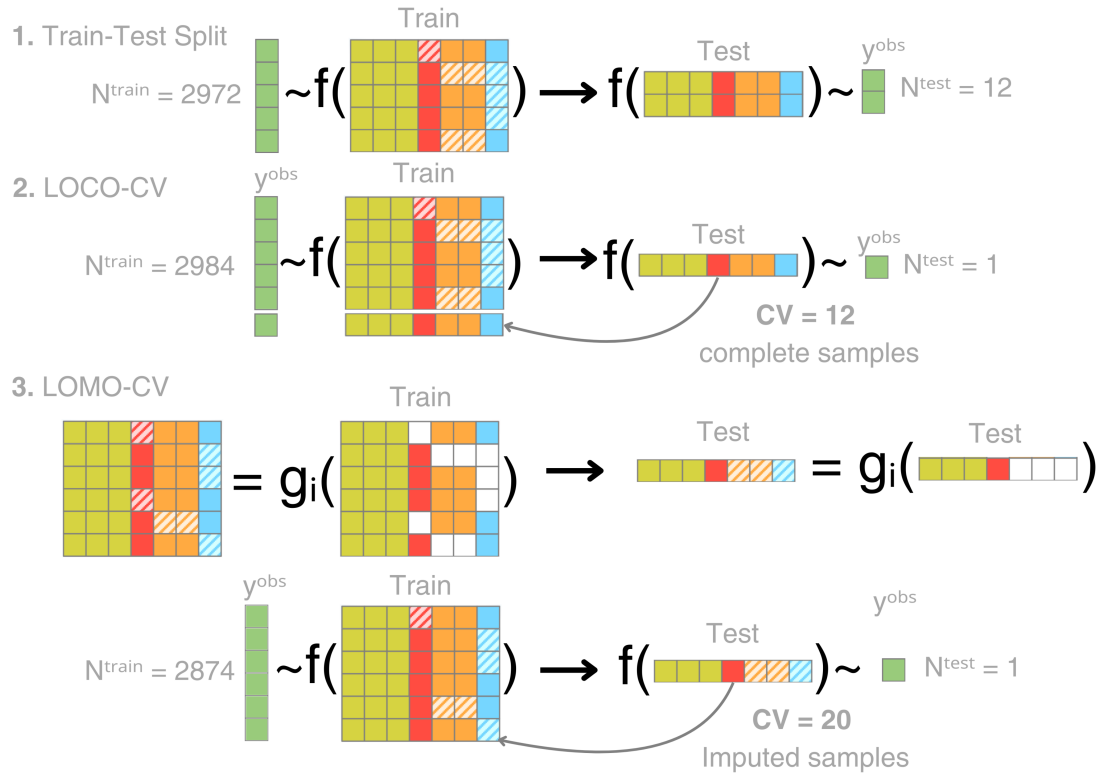 Train
1. Train-Test Split
Test
yobs
Ntrain = 2972
~f(
)
f(
)~
Ntest = 12
Train
yobs
2. LOCO-CV
Test
yobs
Ntrain = 2984
~f(
)
f(
)~
Ntest = 1
CV = 12
complete samples
3. LOMO-CV
Train
Test
Test
= gi(
)
= gi(
)
Train
yobs
yobs
Test
Ntrain = 2874
~f(
)
f(
)~
Ntest = 1
CV = 20
Imputed samples